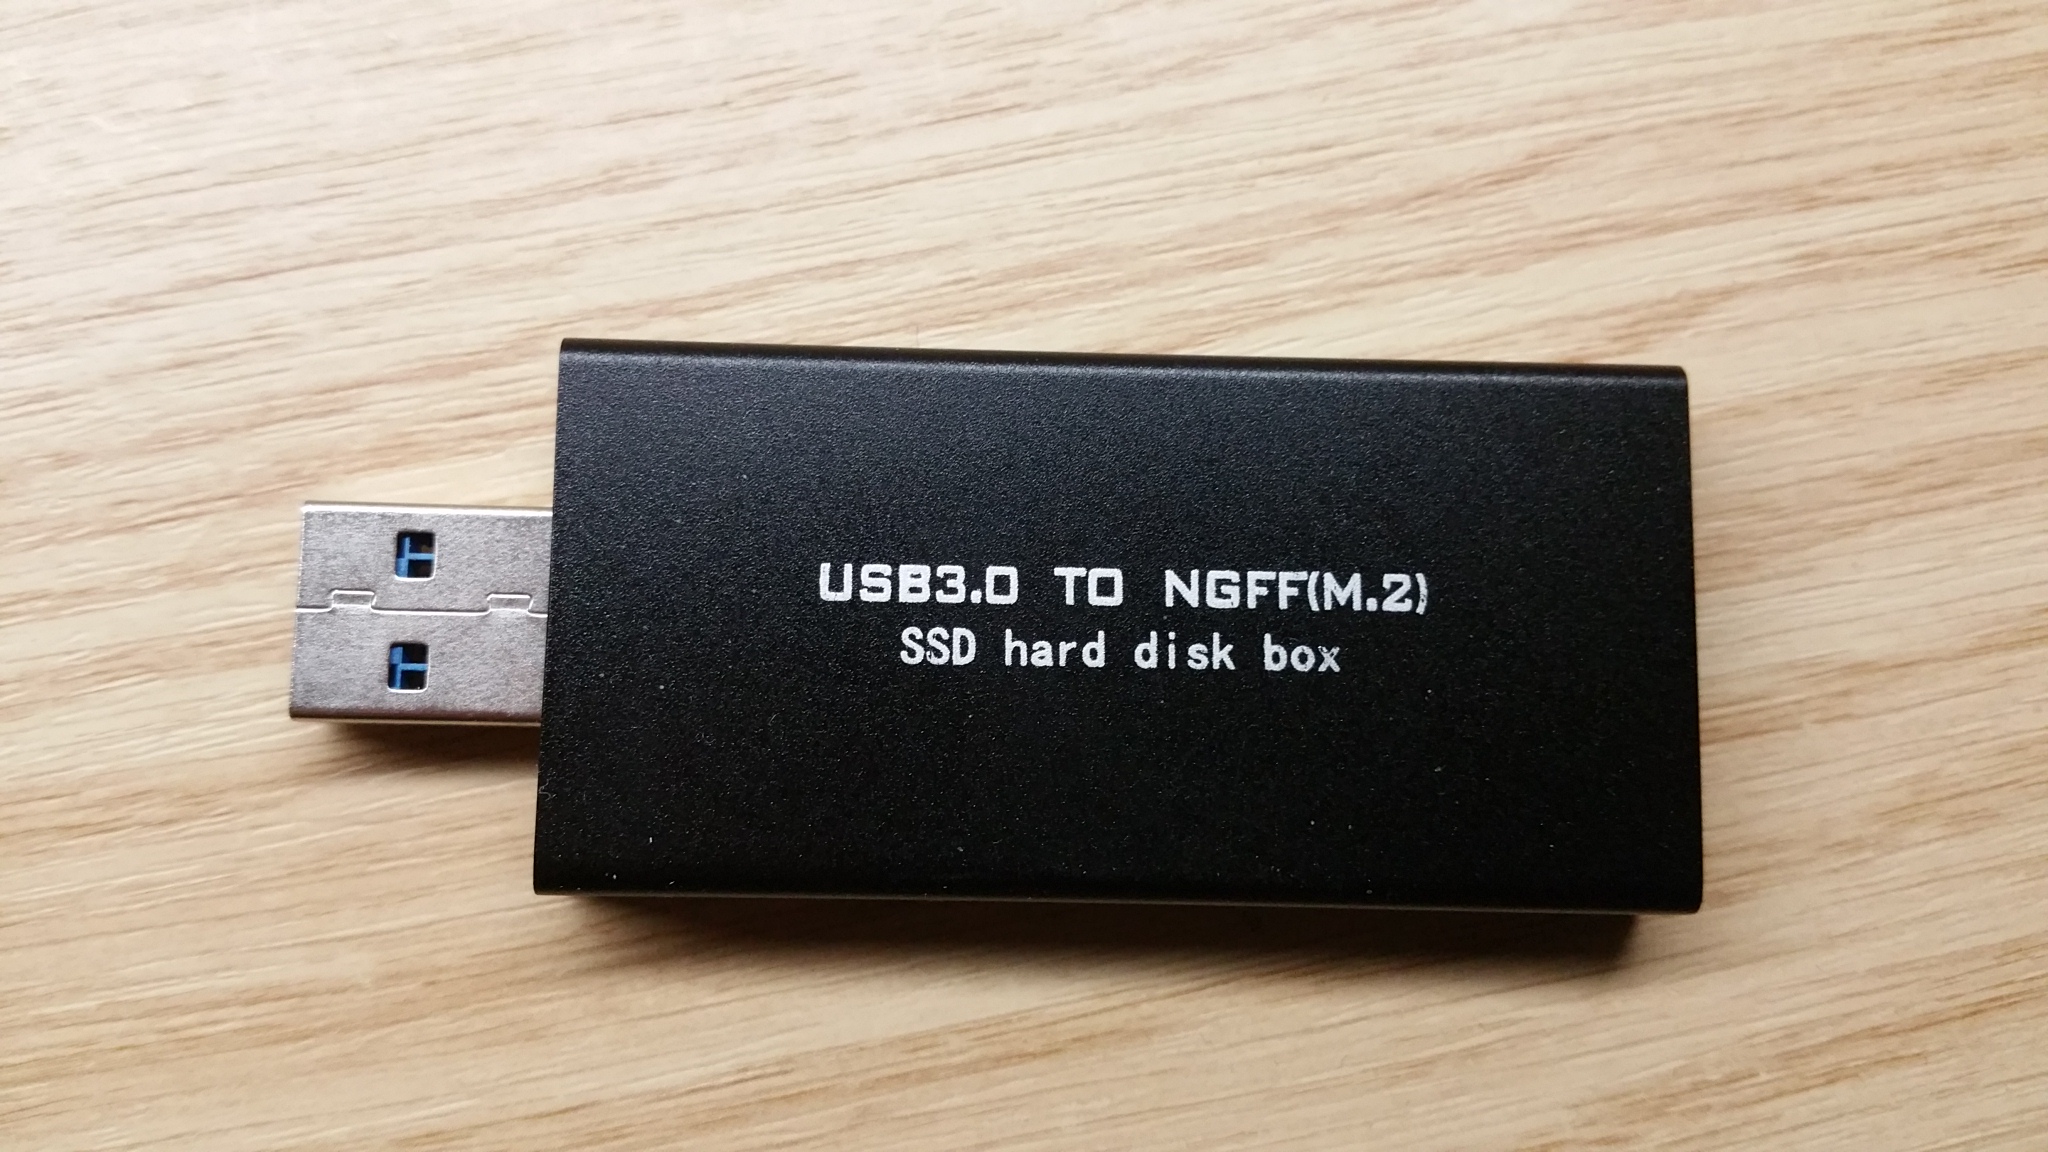 USB3.0 TO NGFF(M.2)
SSD hard disk box